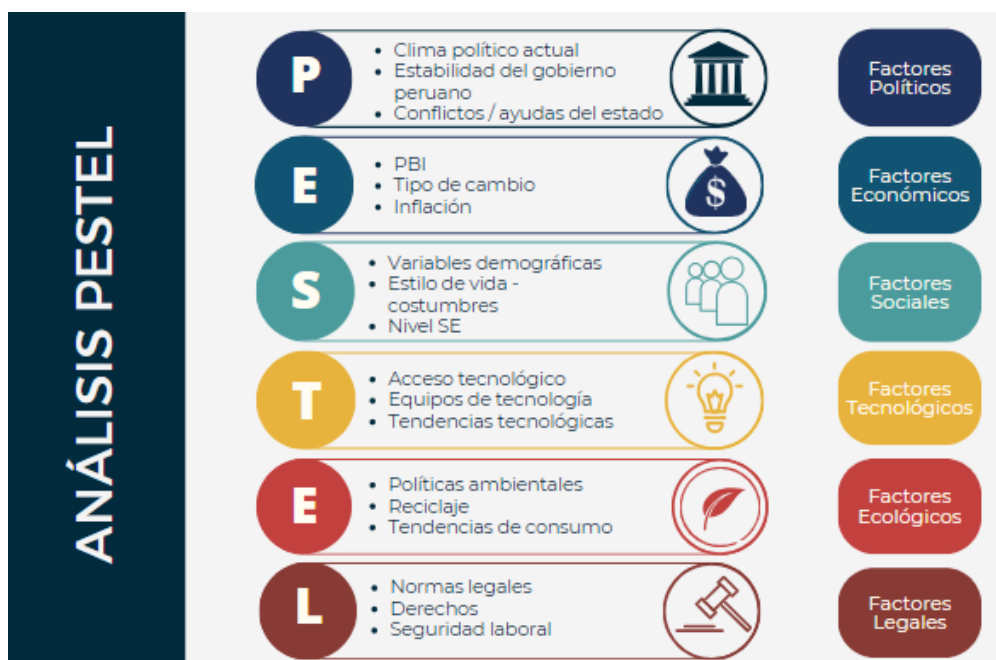 ANÁLISIS PESTEL
P
• Clima político actual
• Estabilidad del gobierno
peruano
• Conflictos / ayudas del estado
Factores
Políticos
E
• PBI
• Tipo de cambio
• Inflación
$
Factores
Económicos
S
• Variables demográficas
• Estilo de vida -
costumbres
• Nivel SE
Factores
Sociales
T
• Acceso tecnológico
• Equipos de tecnología
• Tendencias tecnológicas
Factores
Tecnológicos
E
• Políticas ambientales
• Reciclaje
• Tendencias de consumo
Factores
Ecológicos
L
• Normas legales
• Derechos
• Seguridad laboral
Factores
Legales